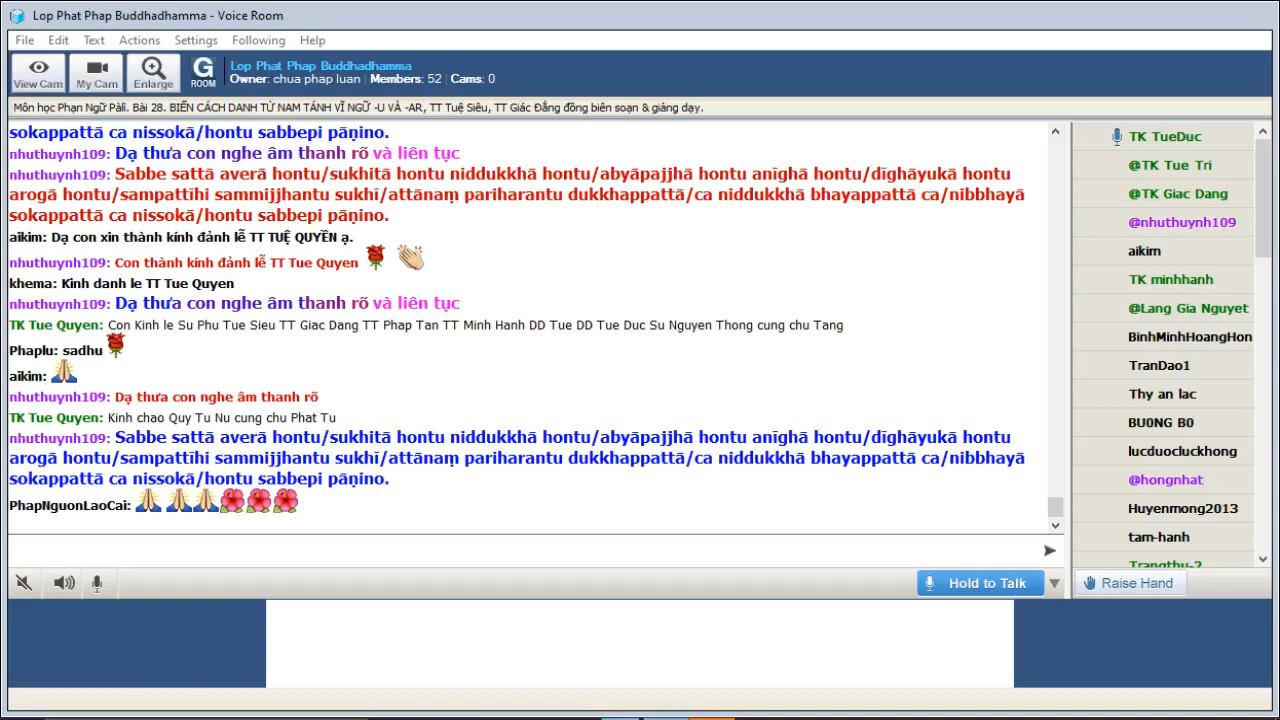 Lop Phat Phap Buddhadhamma - Voice Room
File Edit Text Actions Settings Following Help
View Cam My Cam Enlarge G ROOM
Lop Phat Phap Buddhadhamma
Owner: chua phap luan Members: 52 Cams: 0
Môn học Phạn Ngữ Pāli. Bài 28. BIẾN CÁCH DANH TỪ NAM TÁNH VĨ NGỮ -U VÀ -AR, TT Tuệ Siêu, TT Giác Đẳng đồng biên soạn & giảng dạy.
sokappattā ca nissokā/hontu sabbepi pāṇino.
nhuthuynh109: Dạ thưa con nghe âm thanh rõ và liên tục
nhuthuynh109: Sabbe sattā averā hontu/sukhitā hontu niddukkhā hontu/abyāpajjhā hontu anīghā hontu/dīghāyukā hontu
arogā hontu/sampattīhi sammijjhantu sukhī/attānaṃ pariharantu dukkhappattā/ca niddukkhā bhayappattā ca/nibbhayā
sokappattā ca nissokā/hontu sabbepi pāṇino.
aikim: Dạ con xin thành kính đảnh lễ TT TUỆ QUYỀN ạ.
nhuthuynh109: Con thành kính đảnh lễ TT Tue Quyen
khema: Kinh danh le TT Tue Quyen
nhuthuynh109: Dạ thưa con nghe âm thanh rõ và liên tục
TK Tue Quyen: Con Kinh le Su Phu Tue Sieu TT Giac Dang TT Phap Tan TT Minh Hanh DD Tue DD Tue Duc Su Nguyen Thong cung chu Tang
Phaplu: sadhu
aikim:
nhuthuynh109: Dạ thưa con nghe âm thanh rõ
TK Tue Quyen: Kinh chao Quy Tu Nu cung chu Phat Tu
nhuthuynh109: Sabbe sattā averā hontu/sukhitā hontu niddukkhā hontu/abyāpajjhā hontu anīghā hontu/dīghāyukā hontu
arogā hontu/sampattīhi sammijjhantu sukhī/attānaṃ pariharantu dukkhappattā/ca niddukkhā bhayappattā ca/nibbhayā
sokappattā ca nissokā/hontu sabbepi pāṇino.
PhapNguonLaoCai:
TK TueDuc
@TK Tue Tri
@TK Giac Dang
@nhuthuynh109
aikim
TK minhhanh
@Lang Gia Nguyet
BinhMinhHoangHon
TranDao1
Thy an lac
BU0NG B0
lucduocluckhong
@hongnhat
Huyenmong2013
tam-hanh
Trangthu-2
Hold to Talk
Raise Hand